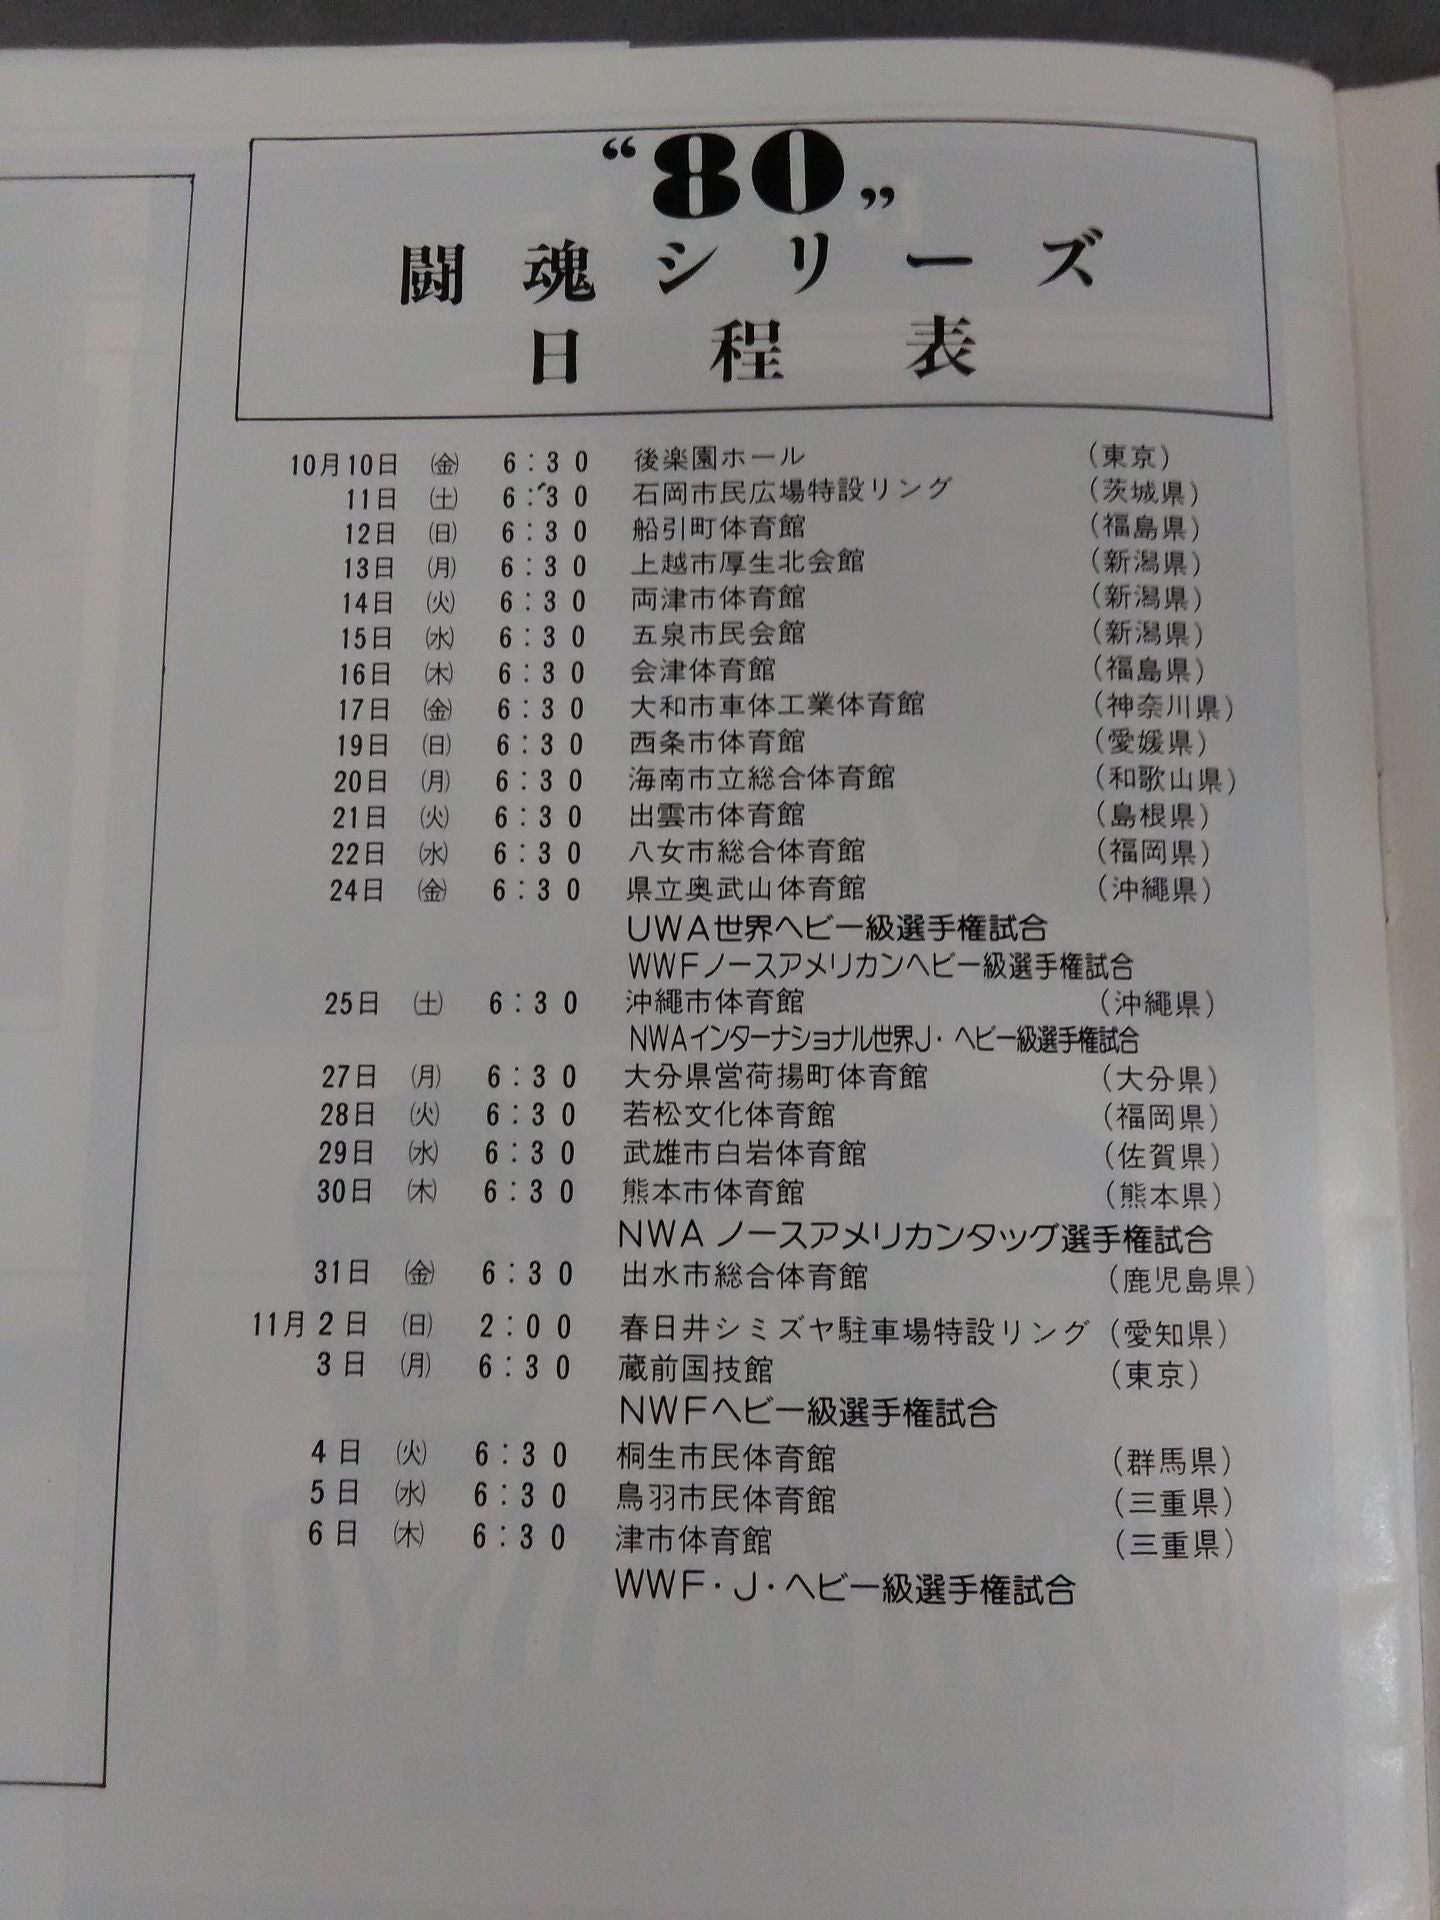 “80”
闘魂シリーズ
日程表
10月10日 ㈮ 6:30 後楽園ホール (東京)
11日 ㈯ 6:30 石岡市民広場特設リング (茨城県)
12日 ㈰ 6:30 船引町体育館 (福島県)
13日 ㈪ 6:30 上越市厚生北会館 (新潟県)
14日 ㈫ 6:30 両津市体育館 (新潟県)
15日 ㈬ 6:30 五泉市民会館 (新潟県)
16日 ㈭ 6:30 会津体育館 (福島県)
17日 ㈮ 6:30 大和市車体工業体育館 (神奈川県)
19日 ㈰ 6:30 西条市体育館 (愛媛県)
20日 ㈪ 6:30 海南市立総合体育館 (和歌山県)
21日 ㈫ 6:30 出雲市体育館 (島根県)
22日 ㈬ 6:30 八女市総合体育館 (福岡県)
24日 ㈮ 6:30 県立奥武山体育館 (沖縄県)
UWA世界ヘビー級選手権試合
WWFノースアメリカンヘビー級選手権試合
25日 ㈯ 6:30 沖縄市体育館 (沖縄県)
NWAインターナショナル世界J・ヘビー級選手権試合
27日 ㈪ 6:30 大分県営荷揚町体育館 (大分県)
28日 ㈫ 6:30 若松文化体育館 (福岡県)
29日 ㈬ 6:30 武雄市白岩体育館 (佐賀県)
30日 ㈭ 6:30 熊本市体育館 (熊本県)
NWAノースアメリカンタッグ選手権試合
31日 ㈮ 6:30 出水市総合体育館 (鹿児島県)
11月2日 ㈰ 2:00 春日井シミズヤ駐車場特設リング (愛知県)
3日 ㈪ 6:30 蔵前国技館 (東京)
NWFヘビー級選手権試合
4日 ㈫ 6:30 桐生市民体育館 (群馬県)
5日 ㈬ 6:30 鳥羽市民体育館 (三重県)
6日 ㈭ 6:30 津市体育館 (三重県)
WWF・J・ヘビー級選手権試合